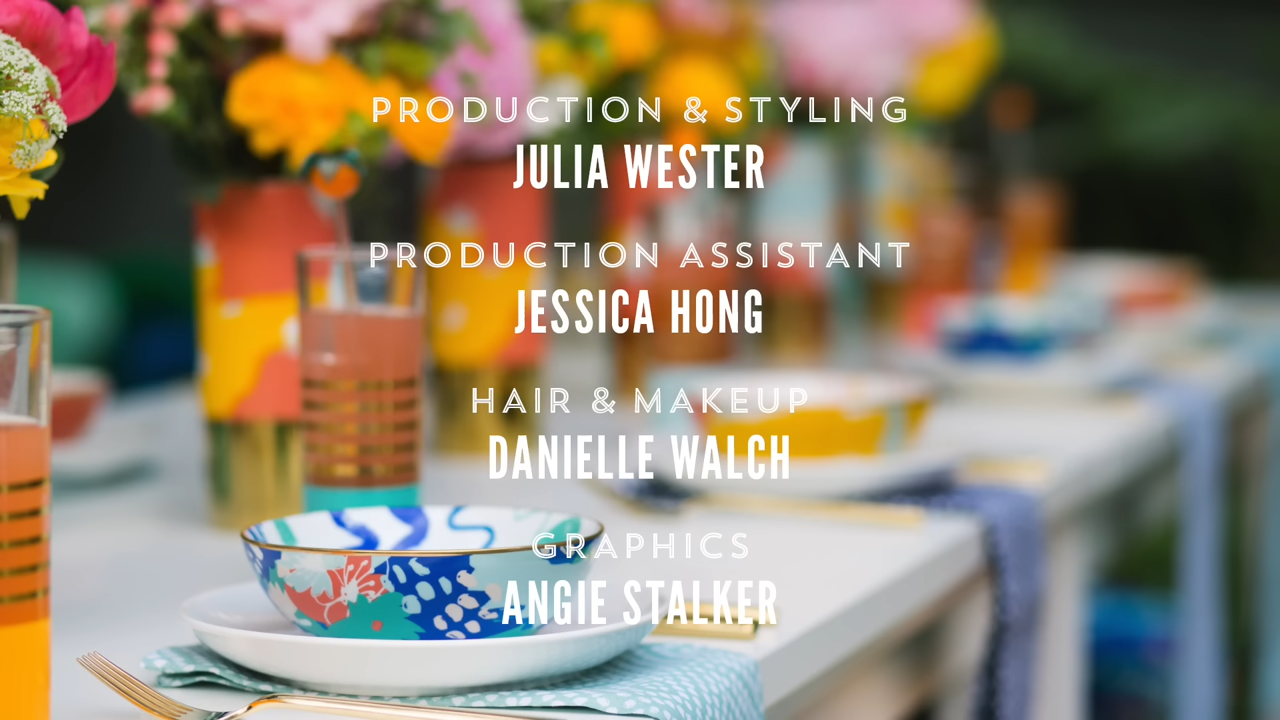 PRODUCTION & STYLING
JULIA WESTER
PRODUCTION ASSISTANT
JESSICA HONG
HAIR & MAKEUP
DANIELLE WALCH
GRAPHICS
ANGIE STALKER